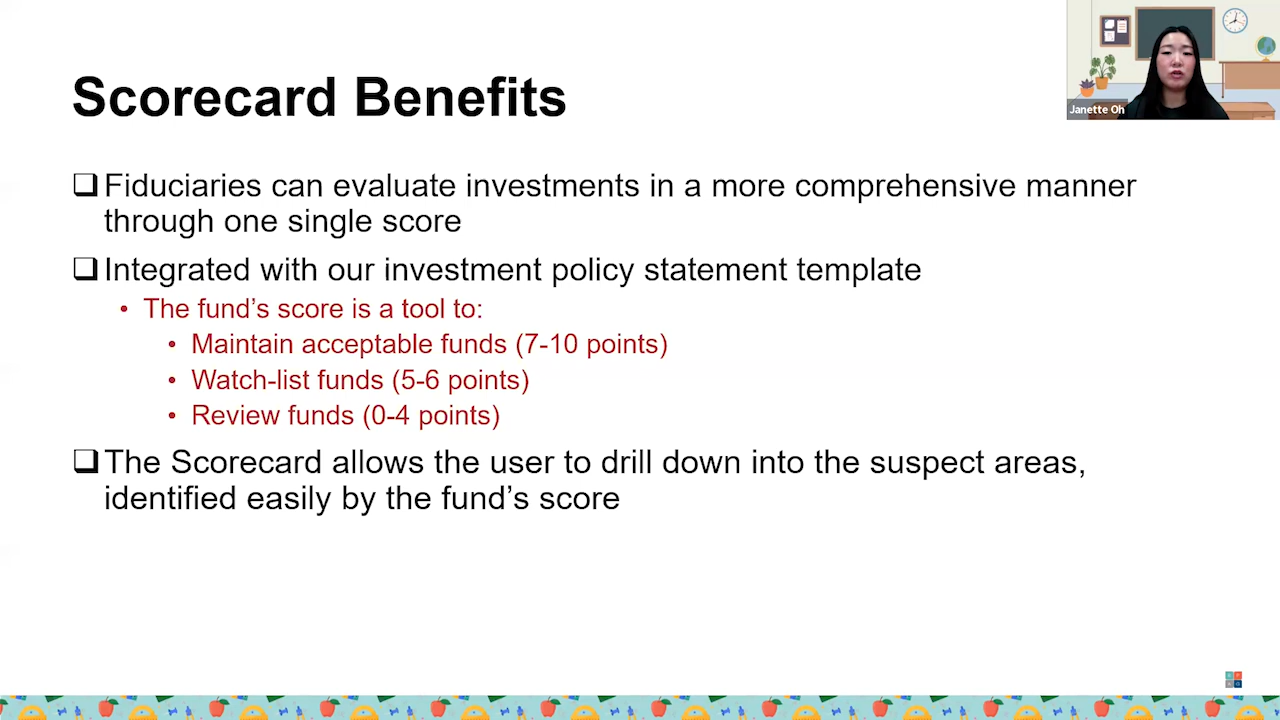 Scorecard Benefits
Janette Oh
❑ Fiduciaries can evaluate investments in a more comprehensive manner
through one single score
❑ Integrated with our investment policy statement template
• The fund’s score is a tool to:
• Maintain acceptable funds (7-10 points)
• Watch-list funds (5-6 points)
• Review funds (0-4 points)
❑ The Scorecard allows the user to drill down into the suspect areas,
identified easily by the fund’s score